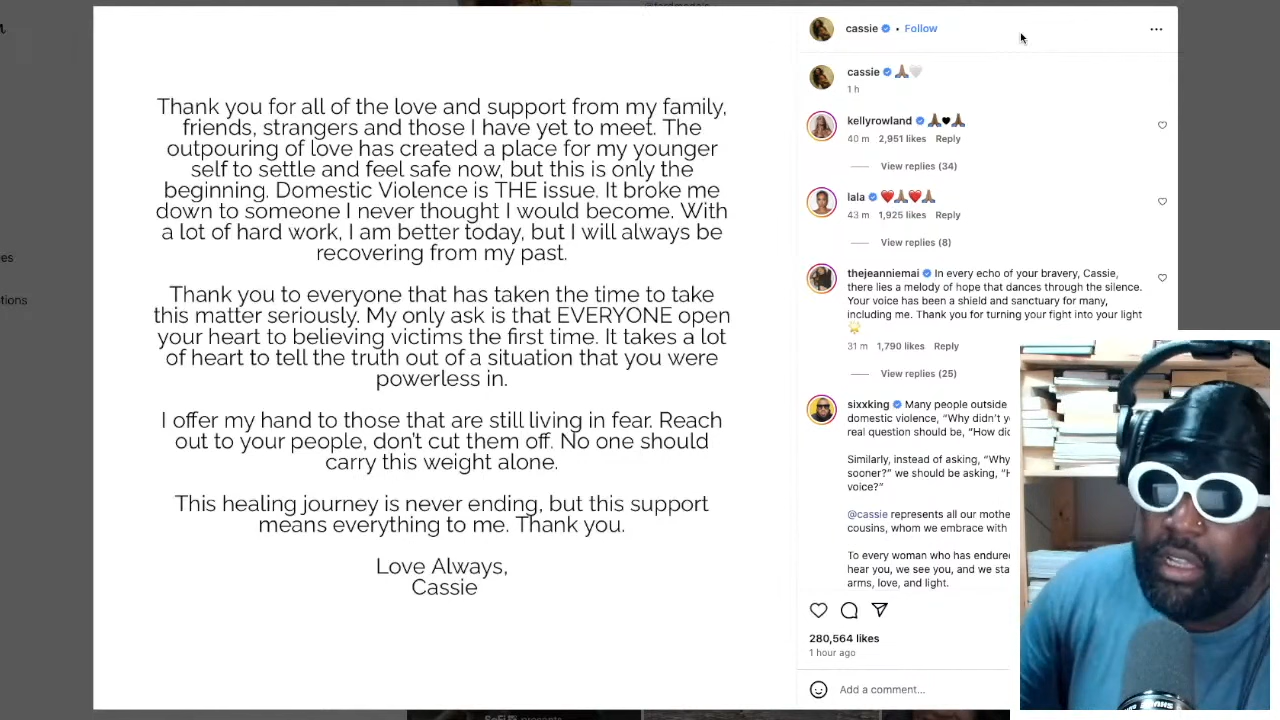 Thank you for all of the love and support from my family,
friends, strangers and those I have yet to meet. The
outpouring of love has created a place for my younger
self to settle and feel safe now, but this is only the
beginning. Domestic Violence is THE issue. It broke me
down to someone I never thought I would become. With
a lot of hard work, I am better today, but I will always be
recovering from my past.
Thank you to everyone that has taken the time to take
this matter seriously. My only ask is that EVERYONE open
your heart to believing victims the first time. It takes a lot
of heart to tell the truth out of a situation that you were
powerless in.
I offer my hand to those that are still living in fear. Reach
out to your people, don't cut them off. No one should
carry this weight alone.
This healing journey is never ending, but this support
means everything to me. Thank you.
Love Always,
Cassie
cassie • Follow
cassie 🙏🏽🤍
1 h
kellyrowland 🙏🏾🖤🙏🏾
40 m 2,951 likes Reply
View replies (34)
lala ❤️🙏🏽❤️🙏🏽
43 m 1,925 likes Reply
View replies (8)
thejeanniemai In every echo of your bravery, Cassie,
there lies a melody of hope that dances through the silence.
Your voice has been a shield and sanctuary for many,
including me. Thank you for turning your fight into your light
🌟
31 m 1,790 likes Reply
View replies (25)
sixxking Many people outside
domestic violence, "Why didn't y
real question should be, "How did
Similarly, instead of asking, "Why
sooner?" we should be asking, "H
voice?"
@cassie represents all our mothe
cousins, whom we embrace with
To every woman who has endured
hear you, we see you, and we sta
arms, love, and light.
280,564 likes
1 hour ago
Add a comment...
es
otions
SoFi presents
SHURE